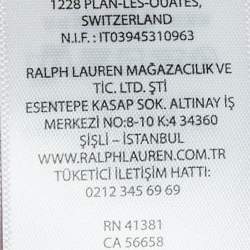 1228 PLAN-LES-OUATES,
SWITZERLAND
N.I.F. : IT03945310963
RALPH LAUREN MAĞAZACILIK VE
TİC. LTD. ŞTİ
ESENTEPE KASAP SOK. ALTINAY İŞ
MERKEZİ NO:8-10 K:4 34360
ŞİŞLİ – İSTANBUL
WWW.RALPHLAUREN.COM.TR
TÜKETİCİ İLETİŞİM HATTI:
0212 345 69 69
RN 41381
CA 56658